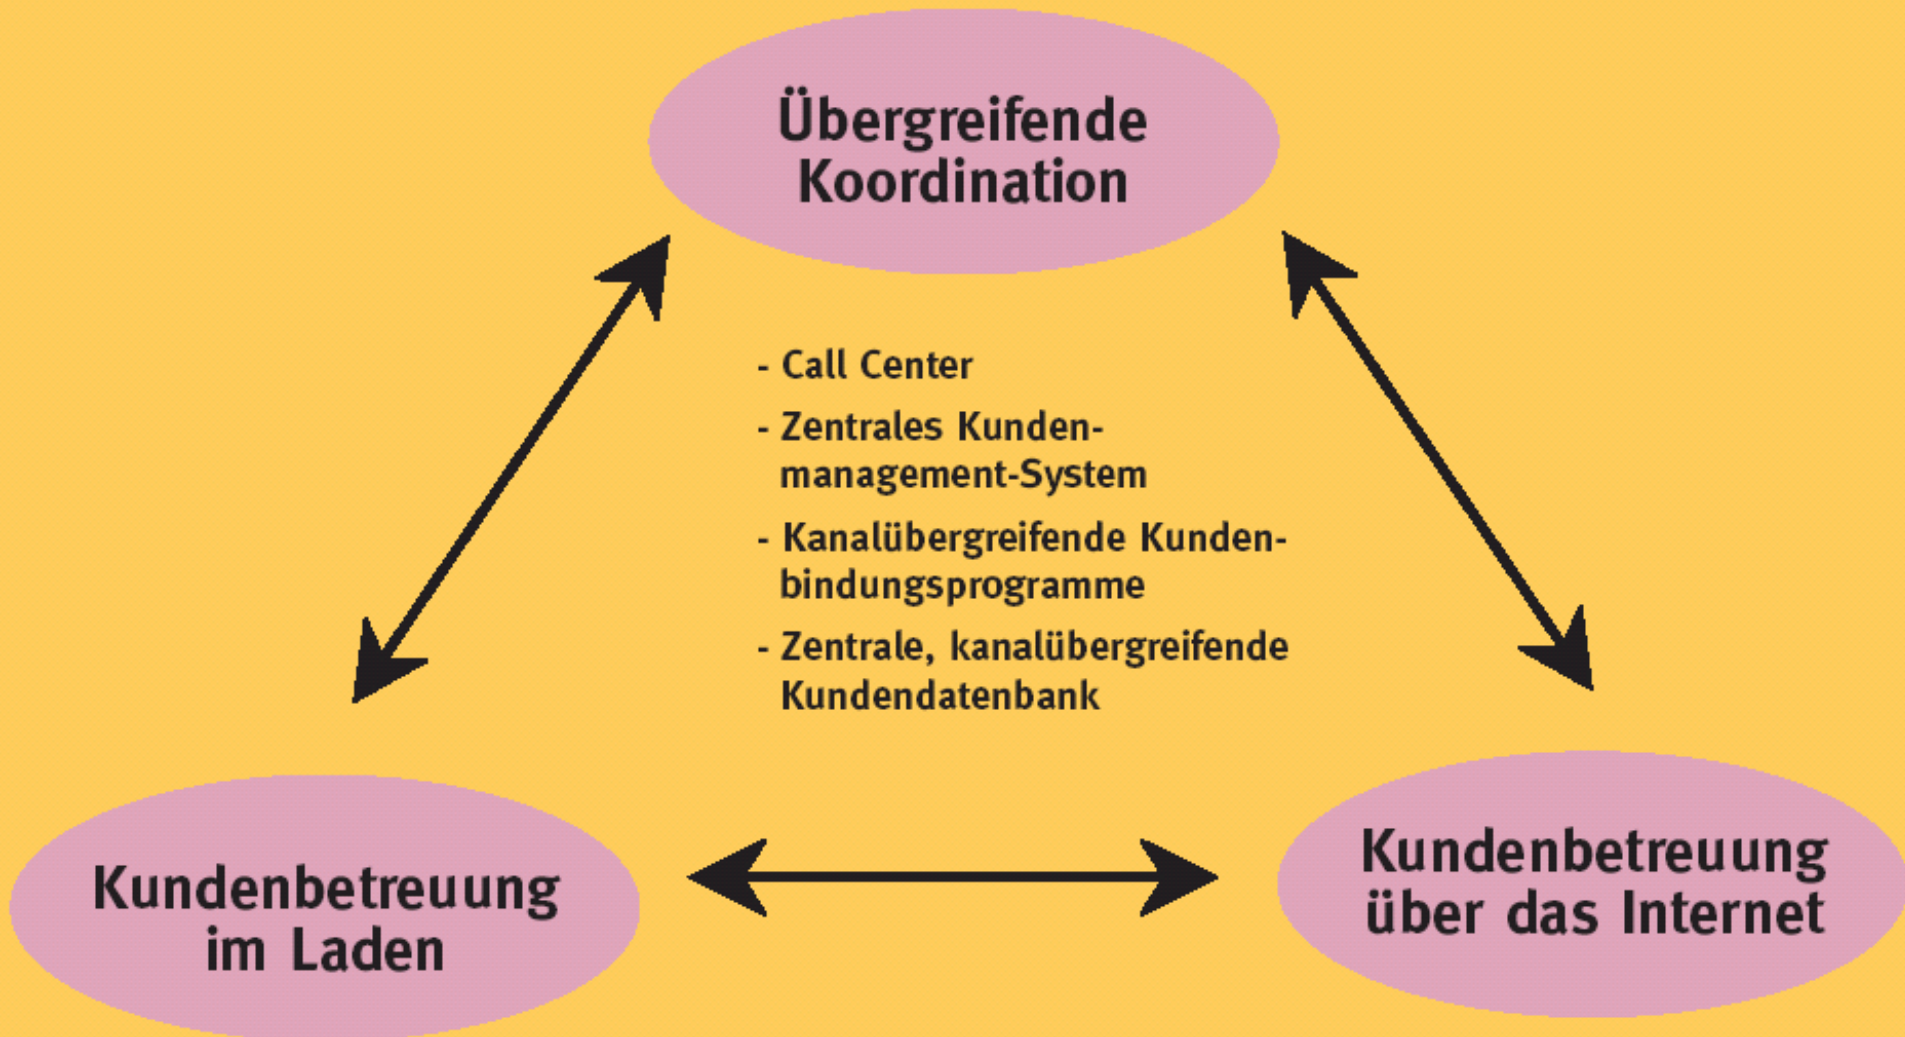 Übergreifende
Koordination
- Call Center
- Zentrales Kunden-
management-System
- Kanalübergreifende Kunden-
bindungsprogramme
- Zentrale, kanalübergreifende
Kundendatenbank
Kundenbetreuung
im Laden
Kundenbetreuung
über das Internet